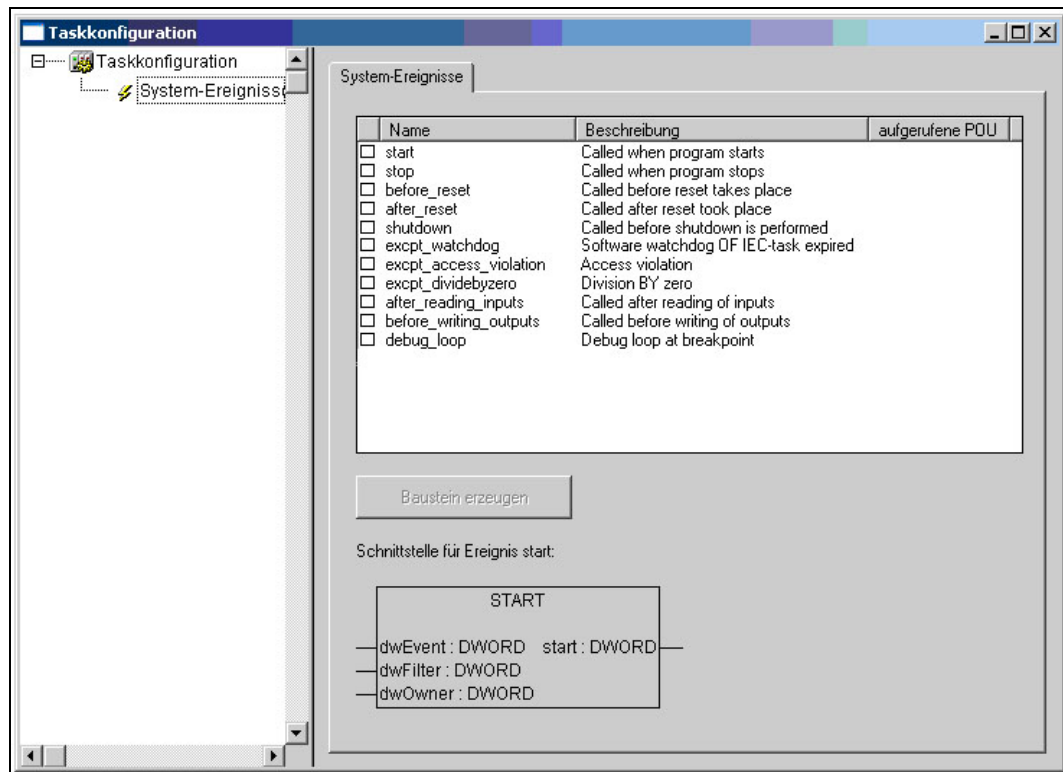 Taskkonfiguration
Taskkonfiguration
System-Ereigniss
System-Ereignisse
Name Beschreibung aufgerufene POU
start Called when program starts
stop Called when program stops
before_reset Called before reset takes place
after_reset Called after reset took place
shutdown Called before shutdown is performed
excpt_watchdog Software watchdog OF IEC-task expired
excpt_access_violation Access violation
excpt_dividebyzero Division BY zero
after_reading_inputs Called after reading of inputs
before_writing_outputs Called before writing of outputs
debug_loop Debug loop at breakpoint
Baustein erzeugen
Schnittstelle für Ereignis start:
START
dwEvent : DWORD start : DWORD
dwFilter : DWORD
dwOwner : DWORD